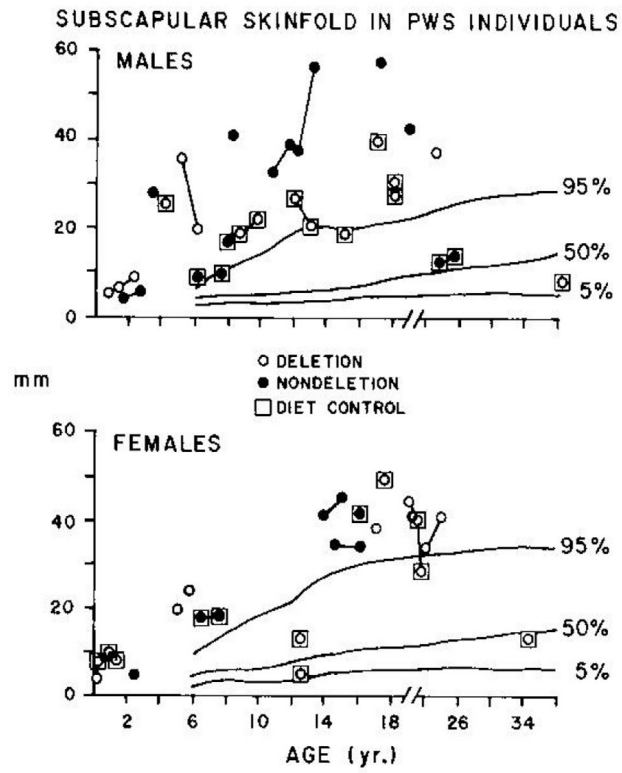 SUBSCAPULAR SKINFOLD IN PWS INDIVIDUALS
60
MALES
40
95%
20
50%
5%
0
mm
DELETION
NONDELETION
DIET CONTROL
60
FEMALES
40
95%
20
50%
5%
0
2 6 10 14 18 26 34
AGE (yr.)